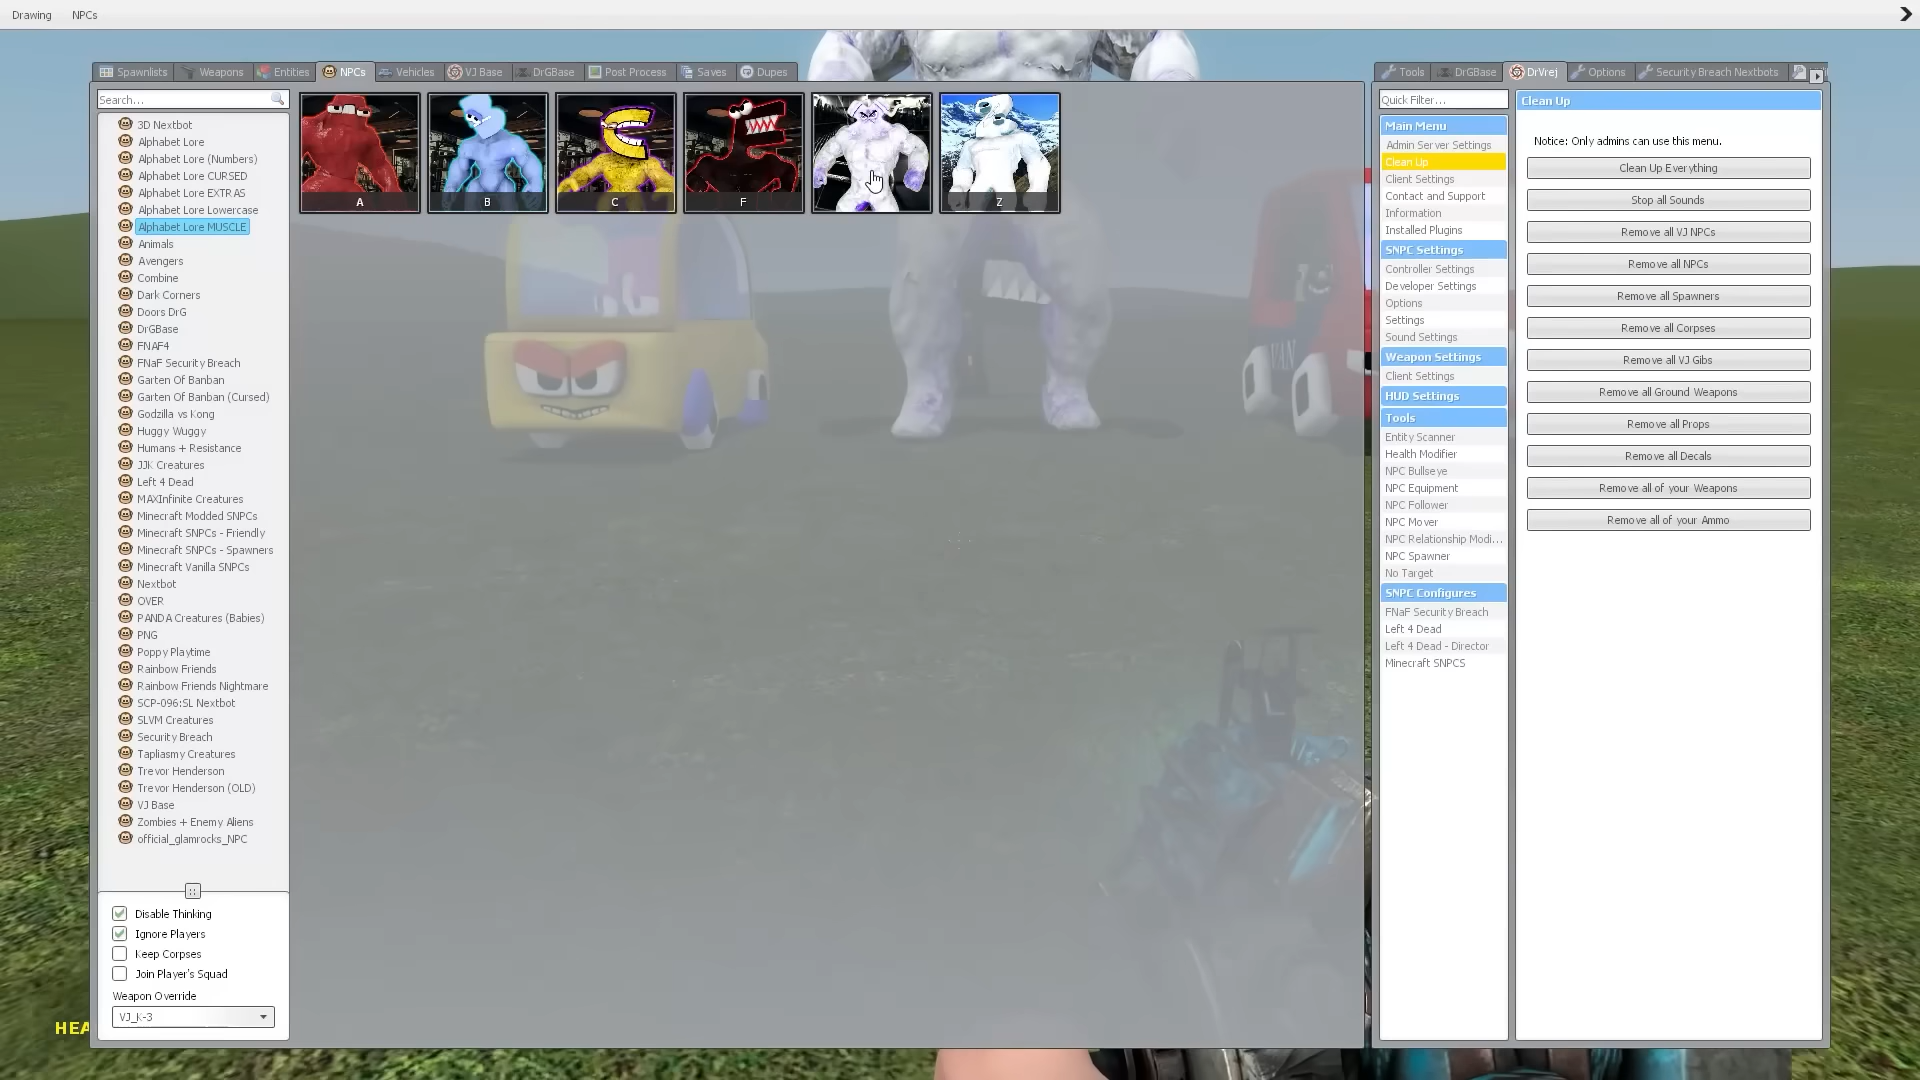 Drawing
NPCs
Spawnlists
Weapons
Entities
NPCs
Vehicles
VJ Base
DrGBase
Post Process
Saves
Dupes
Tools
DrGBase
DrVrej
Options
Security Breach Nextbots
Search...
3D Nextbot
Alphabet Lore
Alphabet Lore (Numbers)
Alphabet Lore CURSED
Alphabet Lore EXTRAS
Alphabet Lore Lowercase
Alphabet Lore MUSCLE
Animals
Avengers
Combine
Dark Corners
Doors DrG
DrGBase
FNAF4
FNaF Security Breach
Garten Of Banban
Garten Of Banban (Cursed)
Godzilla vs Kong
Huggy Wuggy
Humans + Resistance
JJK Creatures
Left 4 Dead
MAXInfinite Creatures
Minecraft Modded SNPCs
Minecraft SNPCs - Friendly
Minecraft SNPCs - Spawners
Minecraft Vanilla SNPCs
Nextbot
OVER
PANDA Creatures (Babies)
PNG
Poppy Playtime
Rainbow Friends
Rainbow Friends Nightmare
SCP-096:SL Nextbot
SLVM Creatures
Security Breach
Tapliasmy Creatures
Trevor Henderson
Trevor Henderson (OLD)
VJ Base
Zombies + Enemy Aliens
official_glamrocks_NPC
Disable Thinking
Ignore Players
Keep Corpses
Join Player's Squad
Weapon Override
VJ_K-3
HEA
A
B
C
F
Z
VAN
Quick Filter...
Main Menu
Admin Server Settings
Clean Up
Client Settings
Contact and Support
Information
Installed Plugins
SNPC Settings
Controller Settings
Developer Settings
Options
Settings
Sound Settings
Weapon Settings
Client Settings
HUD Settings
Tools
Entity Scanner
Health Modifier
NPC Bullseye
NPC Equipment
NPC Follower
NPC Mover
NPC Relationship Modi...
NPC Spawner
No Target
SNPC Configures
FNaF Security Breach
Left 4 Dead
Left 4 Dead - Director
Minecraft SNPCS
Clean Up
Notice: Only admins can use this menu.
Clean Up Everything
Stop all Sounds
Remove all VJ NPCs
Remove all NPCs
Remove all Spawners
Remove all Corpses
Remove all VJ Gibs
Remove all Ground Weapons
Remove all Props
Remove all Decals
Remove all of your Weapons
Remove all of your Ammo